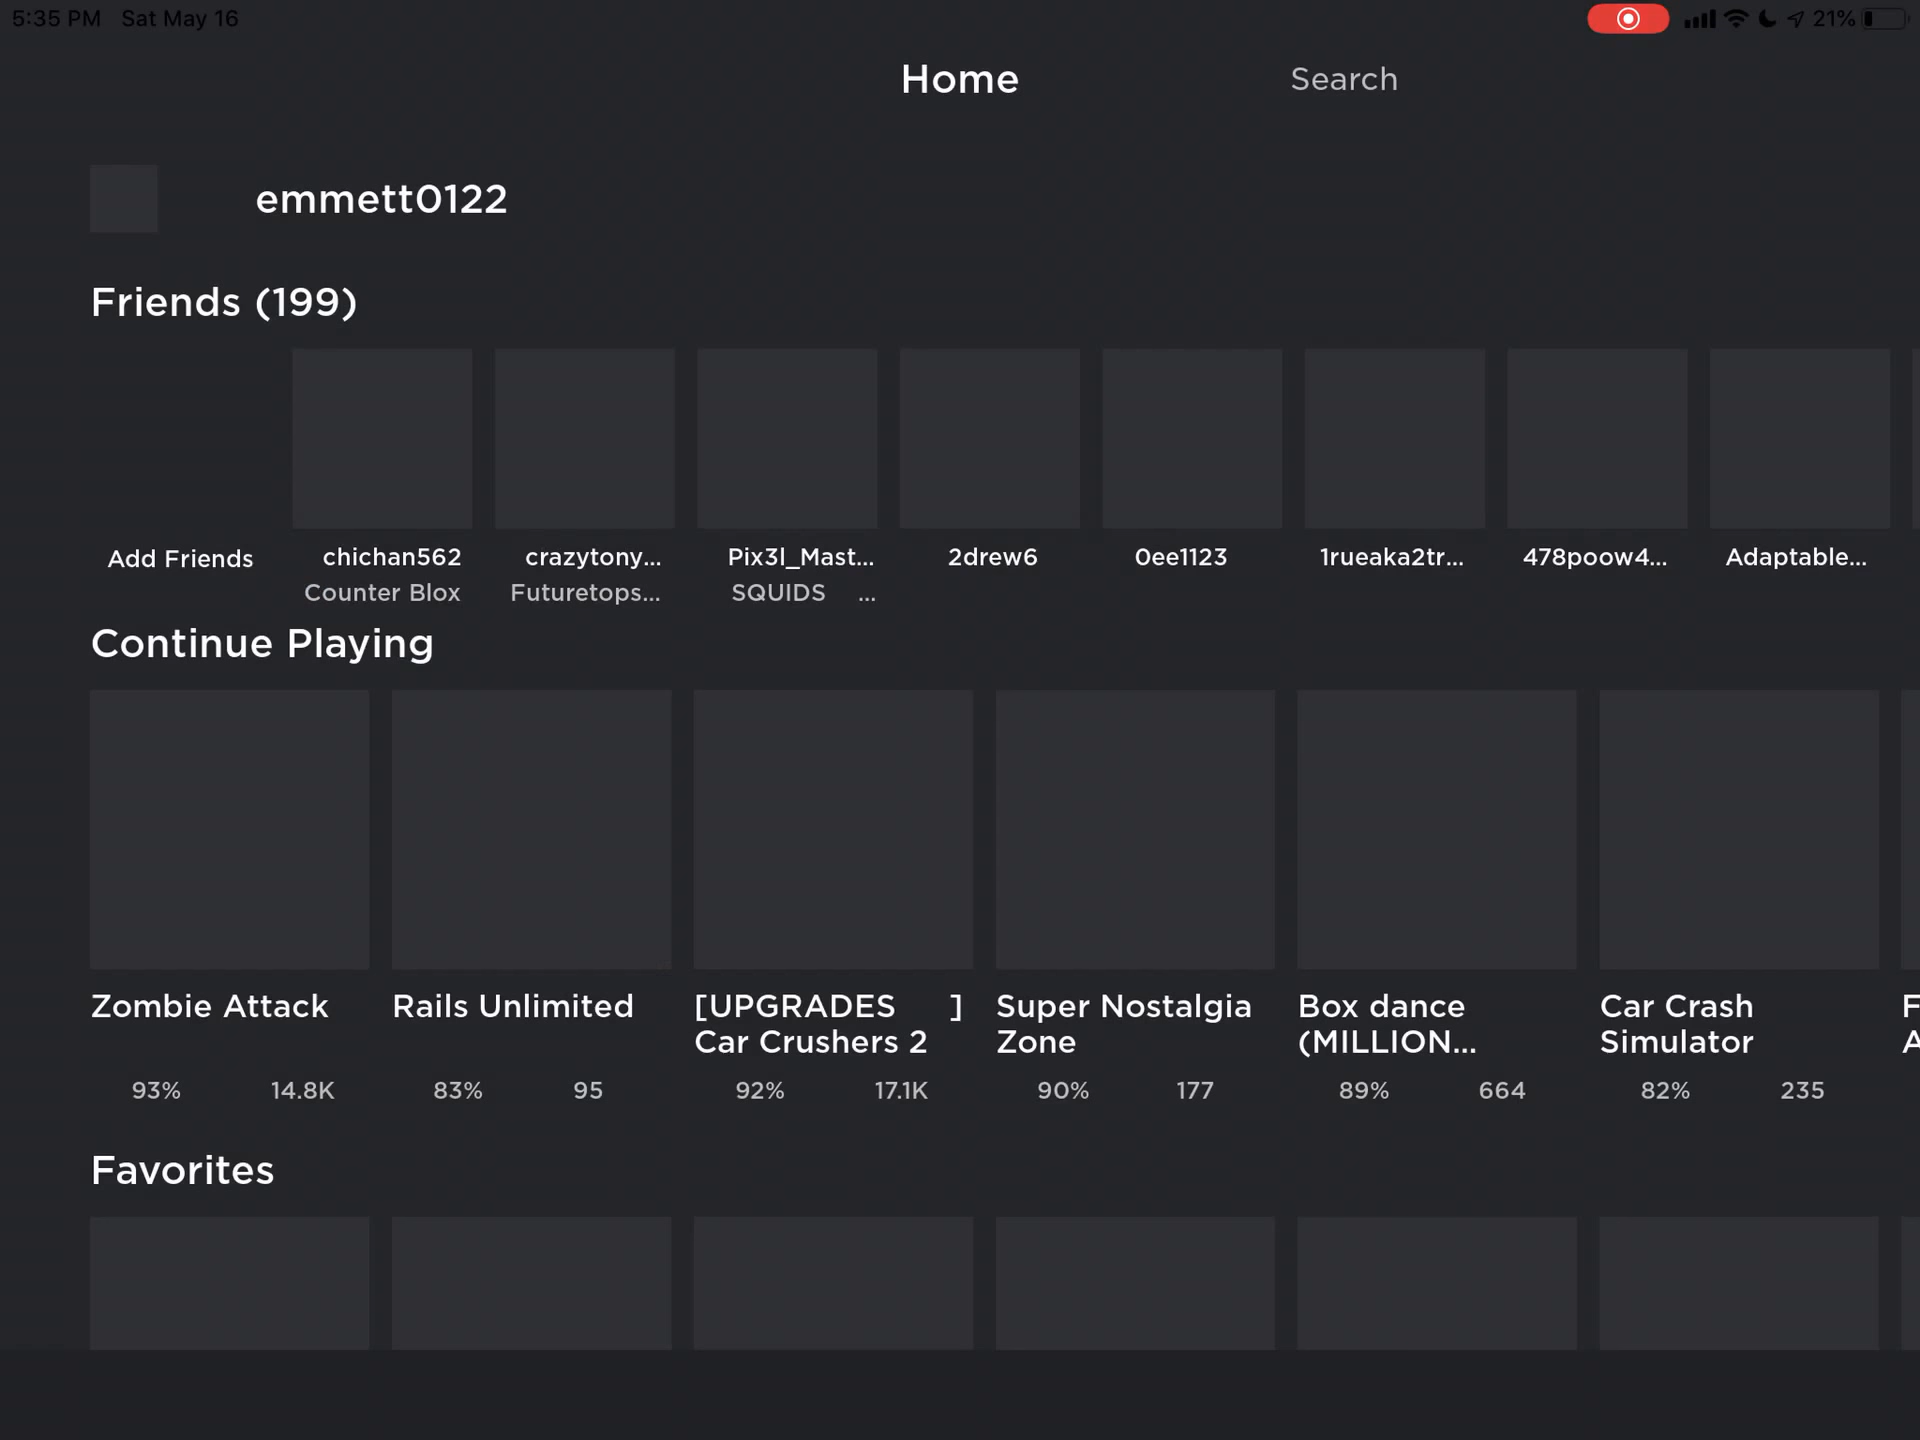 5:35 PM Sat May 16 21%
Home Search
emmett0122
Friends (199)
Add Friends chichan562 crazytony... Pix3l_Mast... 2drew6 0ee1123 1rueaka2tr... 478poow4... Adaptable...
Counter Blox Futuretops... SQUIDS ...
Continue Playing
Zombie Attack Rails Unlimited [UPGRADES ] Super Nostalgia Box dance Car Crash F
Car Crushers 2 Zone (MILLION... Simulator A
93% 14.8K 83% 95 92% 17.1K 90% 177 89% 664 82% 235
Favorites